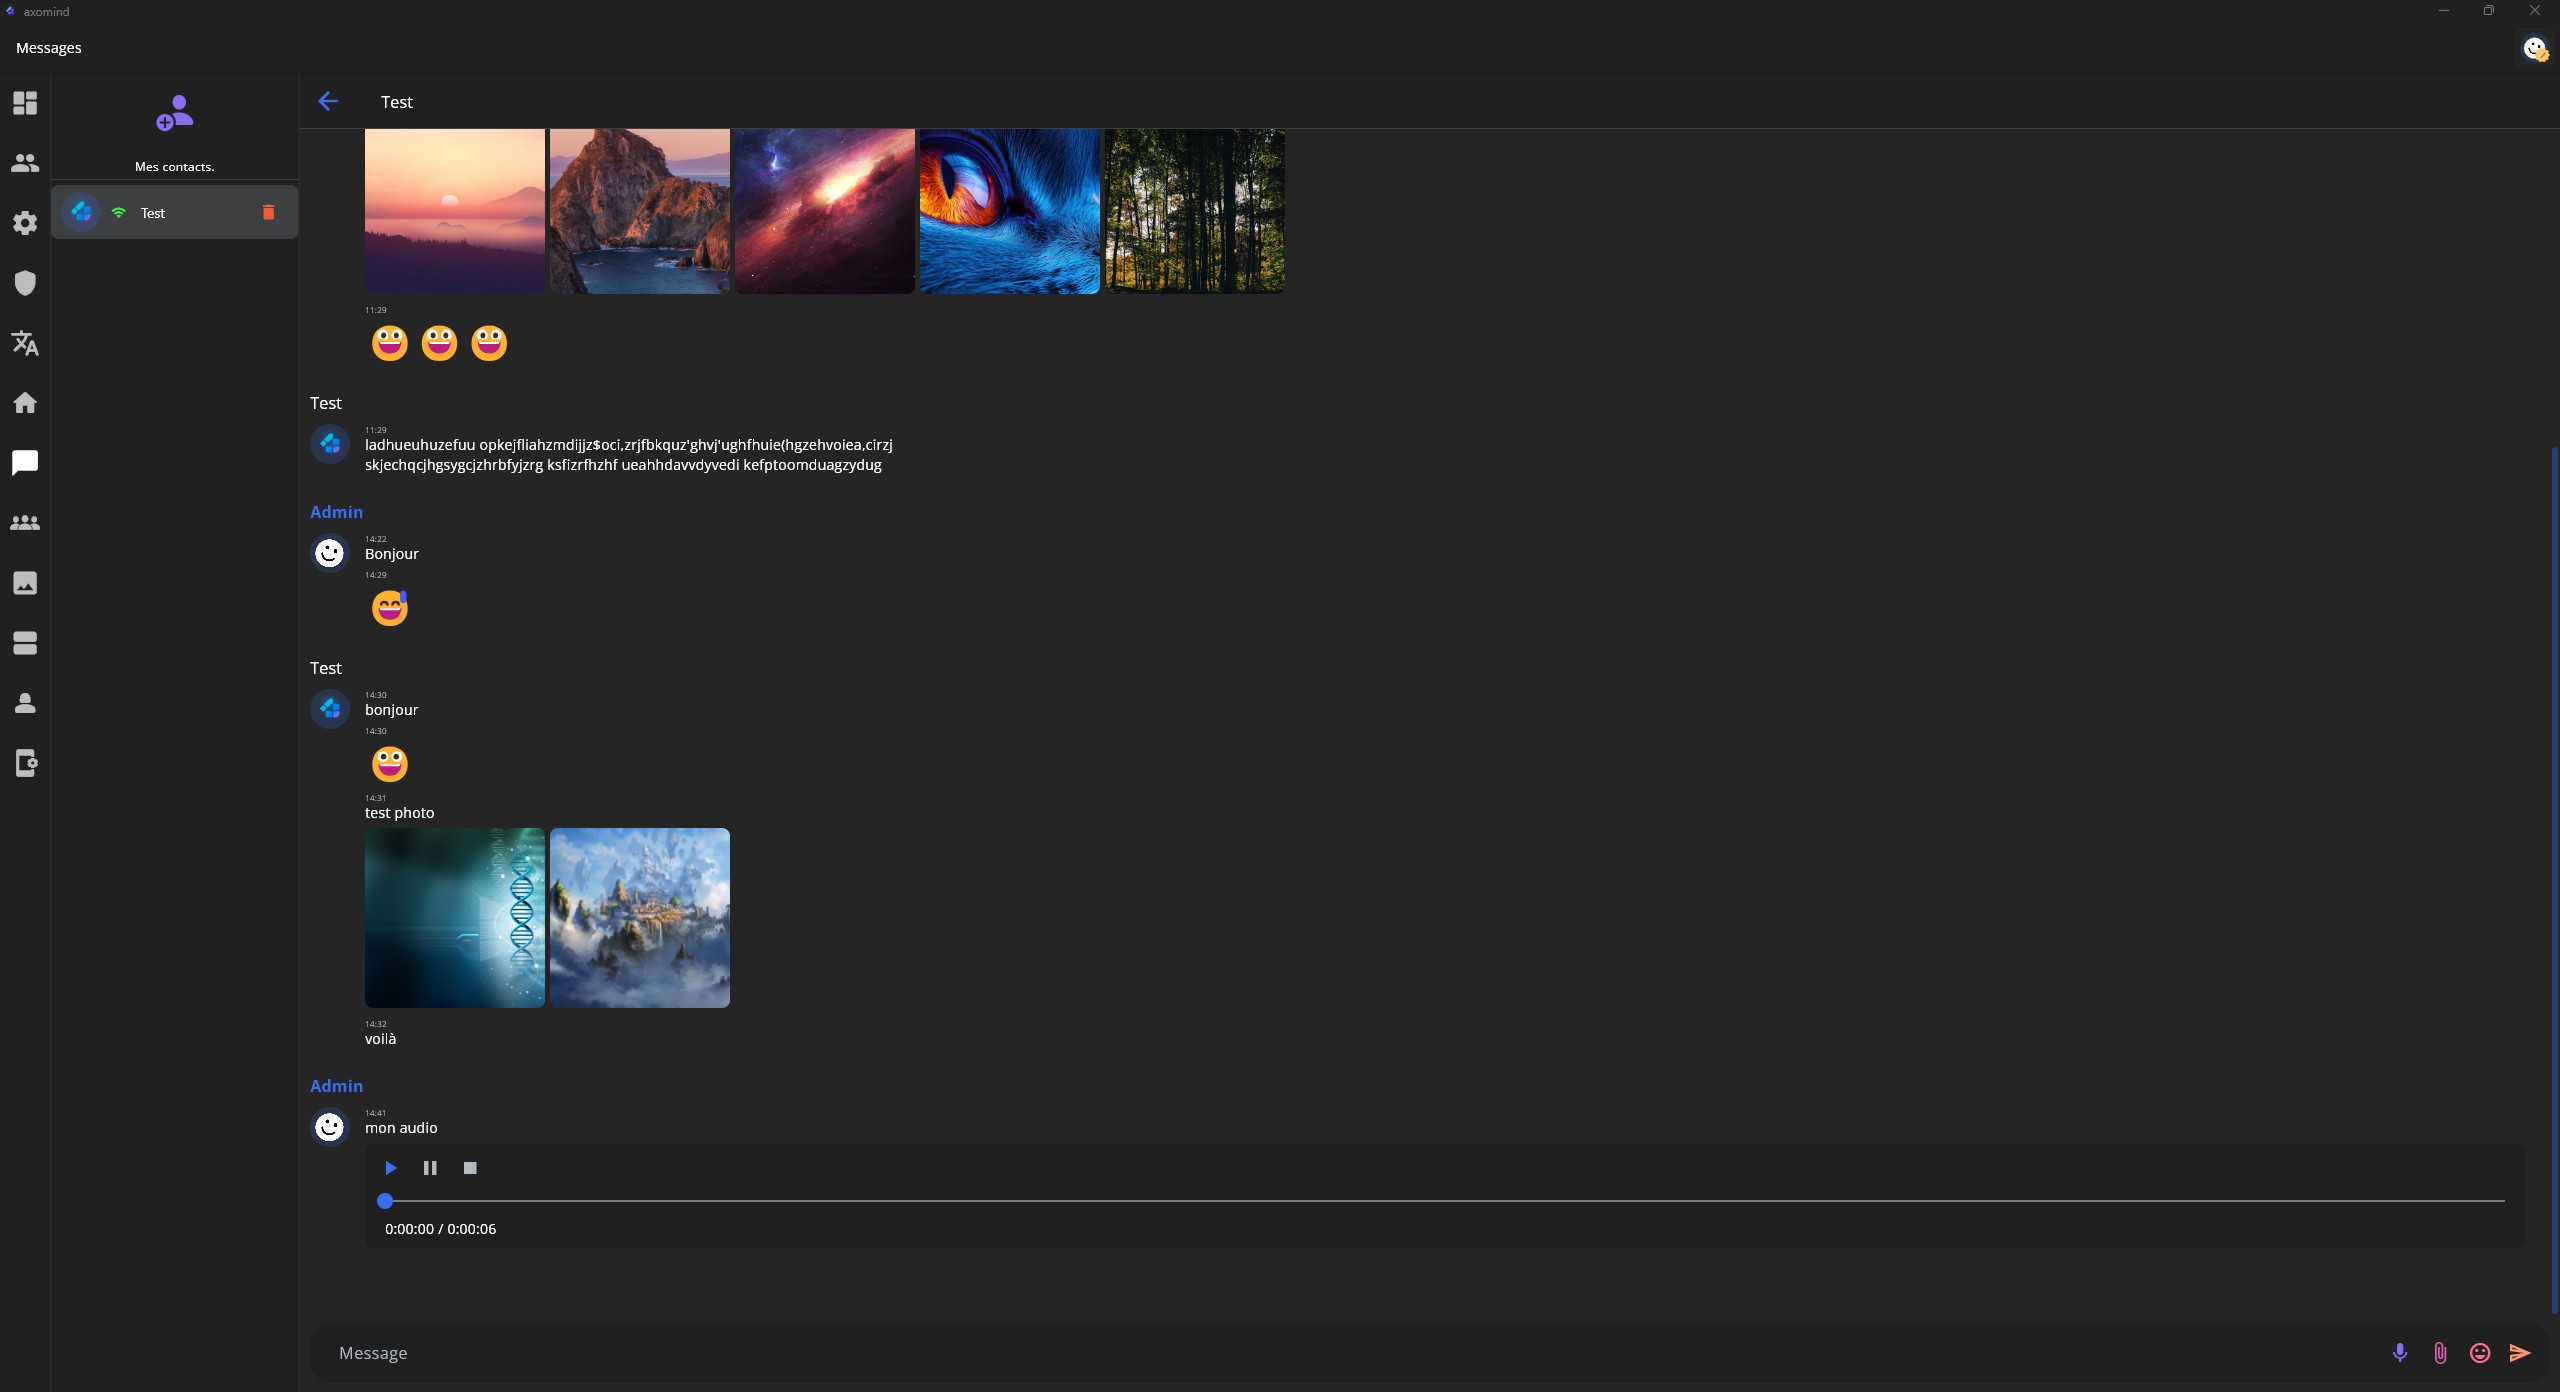 axomind
Messages
Mes contacts.
Test
Test
11:29
Test
11:29
ladhueuhuzefuu opkejfliahzmdijjz$oci,zrjfbkquz'ghvj'ughfhuie(hgzehvoiea,cirzj
skjechqcjhgsygcjzhrbfyjzrg ksfizrfhzhf ueahhdavvdyvedi kefptoomduagzydug
Admin
14:22
Bonjour
14:29
Test
14:30
bonjour
14:30
14:31
test photo
14:32
voilà
Admin
14:41
mon audio
0:00:00 / 0:00:06
Message